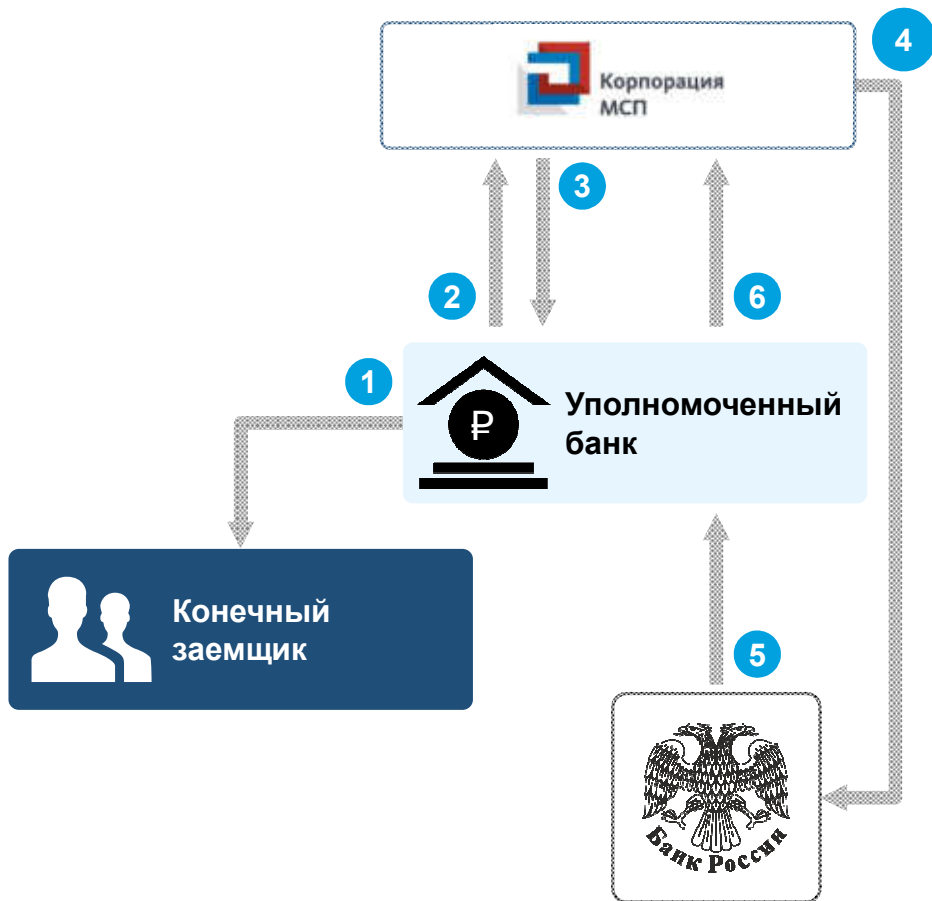 4
Корпорация
МСП
3
2
6
1
₽
Уполномоченный
банк
Конечный
заемщик
5
Банк России